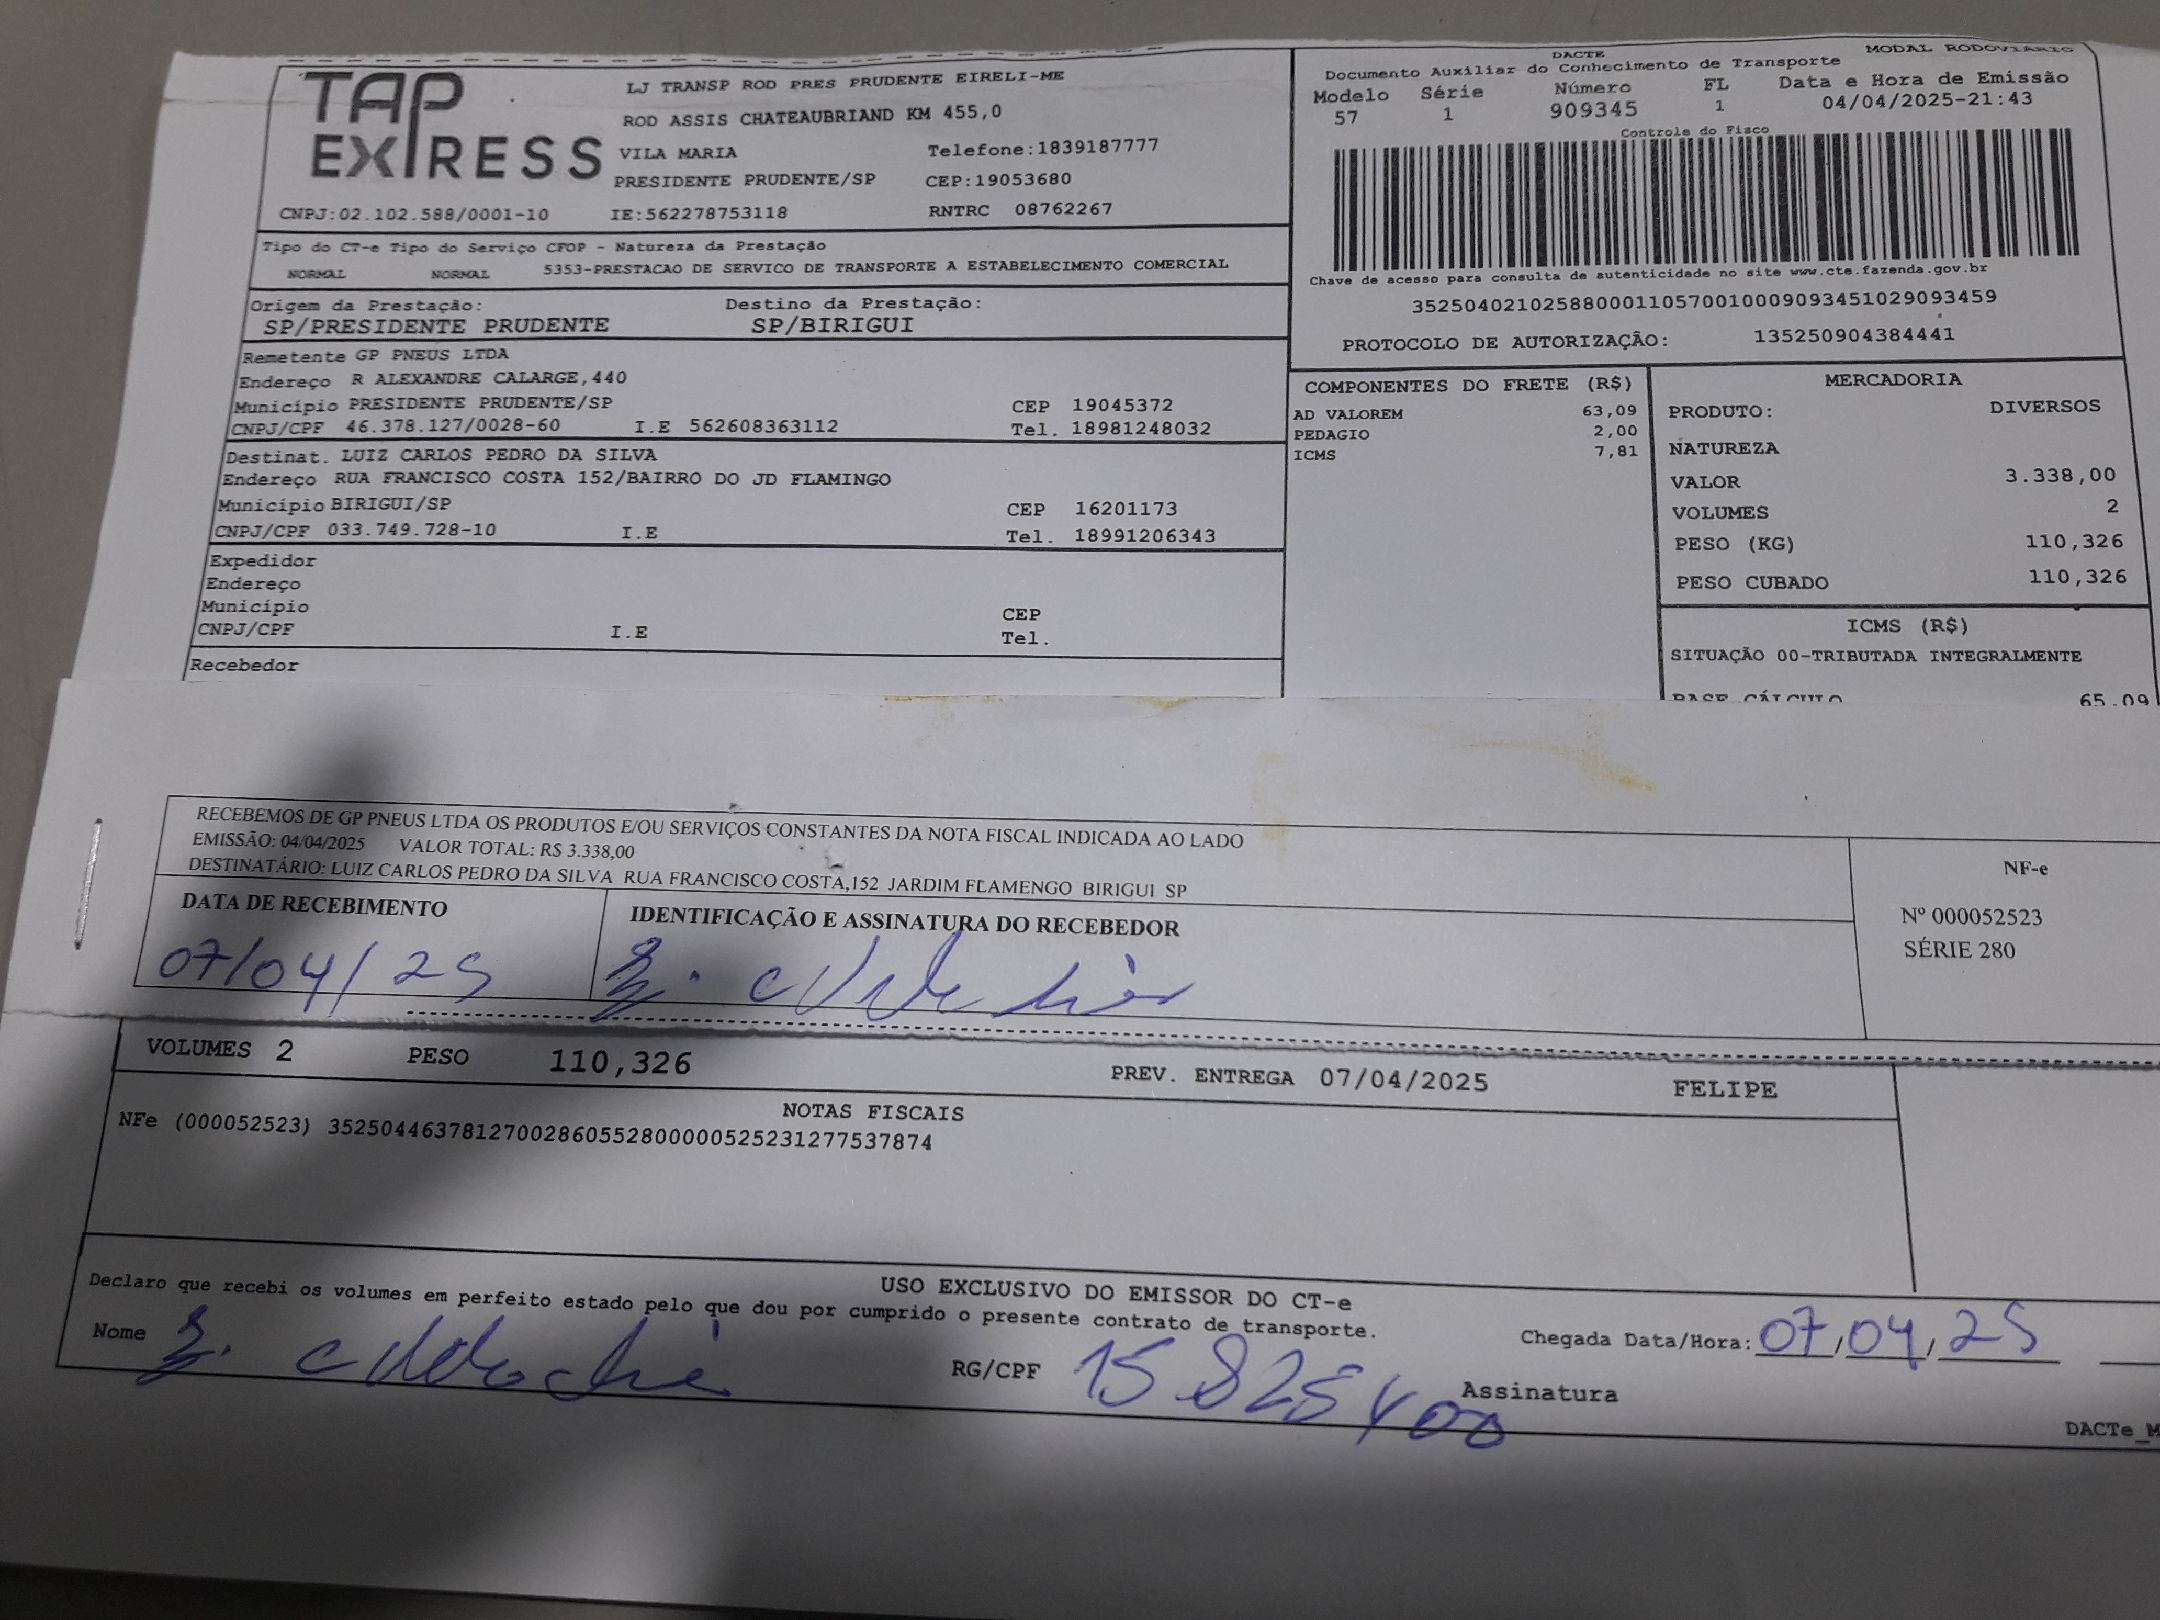 TAP EXPRESS
LJ TRANSP ROD PRES PRUDENTE EIRELI-ME
ROD ASSIS CHATEAUBRIAND KM 455,0
VILA MARIA Telefone:1839187777
PRESIDENTE PRUDENTE/SP CEP:19053680
CNPJ:02.102.588/0001-10 IE:562278753118 RNTRC 08762267
DACTE MODAL RODOVIÁRIO
Documento Auxiliar do Conhecimento de Transporte
Modelo Série Número FL Data e Hora de Emissão
57 1 909345 1 04/04/2025-21:43
Controle do Fisco
Chave de acesso para consulta de autenticidade no site www.cte.fazenda.gov.br
35250402102588000110570010009093451029093459
PROTOCOLO DE AUTORIZAÇÃO: 135250904384441
Tipo do CT-e Tipo do Serviço CFOP - Natureza da Prestação
NORMAL NORMAL 5353-PRESTACAO DE SERVICO DE TRANSPORTE A ESTABELECIMENTO COMERCIAL
Origem da Prestação: Destino da Prestação:
SP/PRESIDENTE PRUDENTE SP/BIRIGUI
Remetente GP PNEUS LTDA
Endereço R ALEXANDRE CALARGE,440
Município PRESIDENTE PRUDENTE/SP CEP 19045372
CNPJ/CPF 46.378.127/0028-60 I.E 562608363112 Tel. 18981248032
Destinat. LUIZ CARLOS PEDRO DA SILVA
Endereço RUA FRANCISCO COSTA 152/BAIRRO DO JD FLAMINGO
Município BIRIGUI/SP CEP 16201173
CNPJ/CPF 033.749.728-10 I.E Tel. 18991206343
Expedidor
Endereço
Município CEP
CNPJ/CPF I.E Tel.
Recebedor
COMPONENTES DO FRETE (R$)
AD VALOREM 63,09
PEDAGIO 2,00
ICMS 7,81
MERCADORIA
PRODUTO: DIVERSOS
NATUREZA
VALOR 3.338,00
VOLUMES 2
PESO (KG) 110,326
PESO CUBADO 110,326
ICMS (R$)
SITUAÇÃO 00-TRIBUTADA INTEGRALMENTE
BASE CÁLCULO 65,09
RECEBEMOS DE GP PNEUS LTDA OS PRODUTOS E/OU SERVIÇOS CONSTANTES DA NOTA FISCAL INDICADA AO LADO
EMISSÃO: 04/04/2025 VALOR TOTAL: R$ 3.338,00
DESTINATÁRIO: LUIZ CARLOS PEDRO DA SILVA RUA FRANCISCO COSTA,152 JARDIM FLAMENGO BIRIGUI SP
DATA DE RECEBIMENTO IDENTIFICAÇÃO E ASSINATURA DO RECEBEDOR
07/04/25
NF-e
Nº 000052523
SÉRIE 280
VOLUMES 2 PESO 110,326 PREV. ENTREGA 07/04/2025 FELIPE
NOTAS FISCAIS
NFe (000052523) 35250446378127002860552800000525231277537874
USO EXCLUSIVO DO EMISSOR DO CT-e
Declaro que recebi os volumes em perfeito estado pelo que dou por cumprido o presente contrato de transporte.
Nome RG/CPF Assinatura Chegada Data/Hora: 07/04/25
DACTe_M